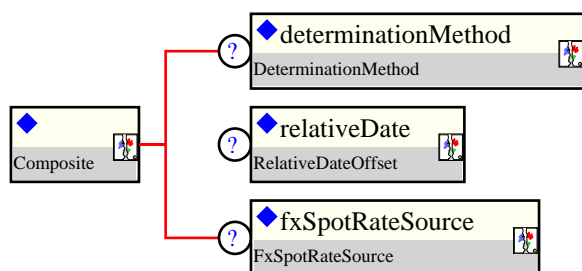 ?
determinationMethod
DeterminationMethod
Composite
?
relativeDate
RelativeDateOffset
?
fxSpotRateSource
FxSpotRateSource